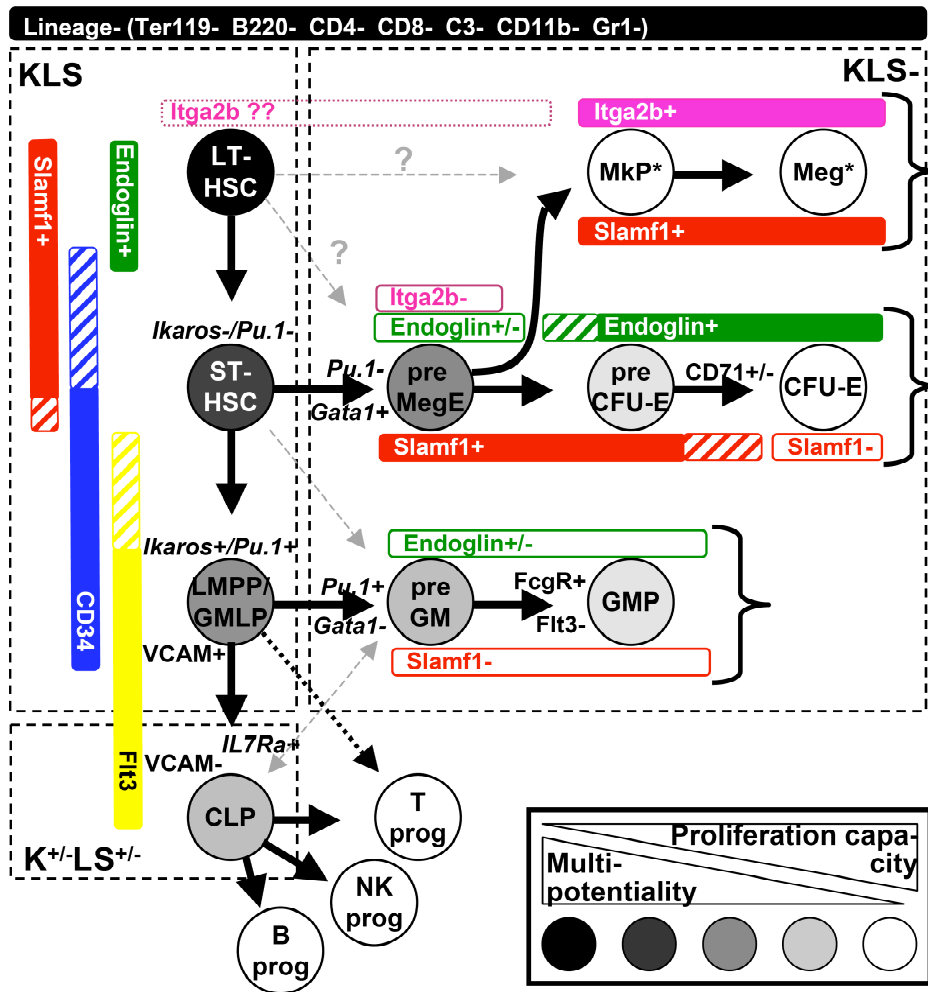 Lineage- (Ter119- B220- CD4- CD8- C3- CD11b- Gr1-)
KLS
KLS-
Itga2b ??
Itga2b+
Slamf1+
Endoglin+
LT-
HSC
?
MkP*
Meg*
Slamf1+
?
Itga2b-
Endoglin+/-
Endoglin+
Ikaros-/Pu.1-
ST-
HSC
Pu.1-
Gata1+
pre
MegE
pre
CFU-E
CD71+/-
CFU-E
Slamf1+
Slamf1-
Ikaros+/Pu.1+
Endoglin+/-
LMPP/
GMLP
Pu.1+
Gata1-
pre
GM
FcgR+
Flt3-
GMP
CD34
VCAM+
Slamf1-
IL7Ra+
Flt3
VCAM-
CLP
T
prog
K+/-LS+/-
NK
prog
B
prog
Proliferation capa-
city
Multi-
potentiality